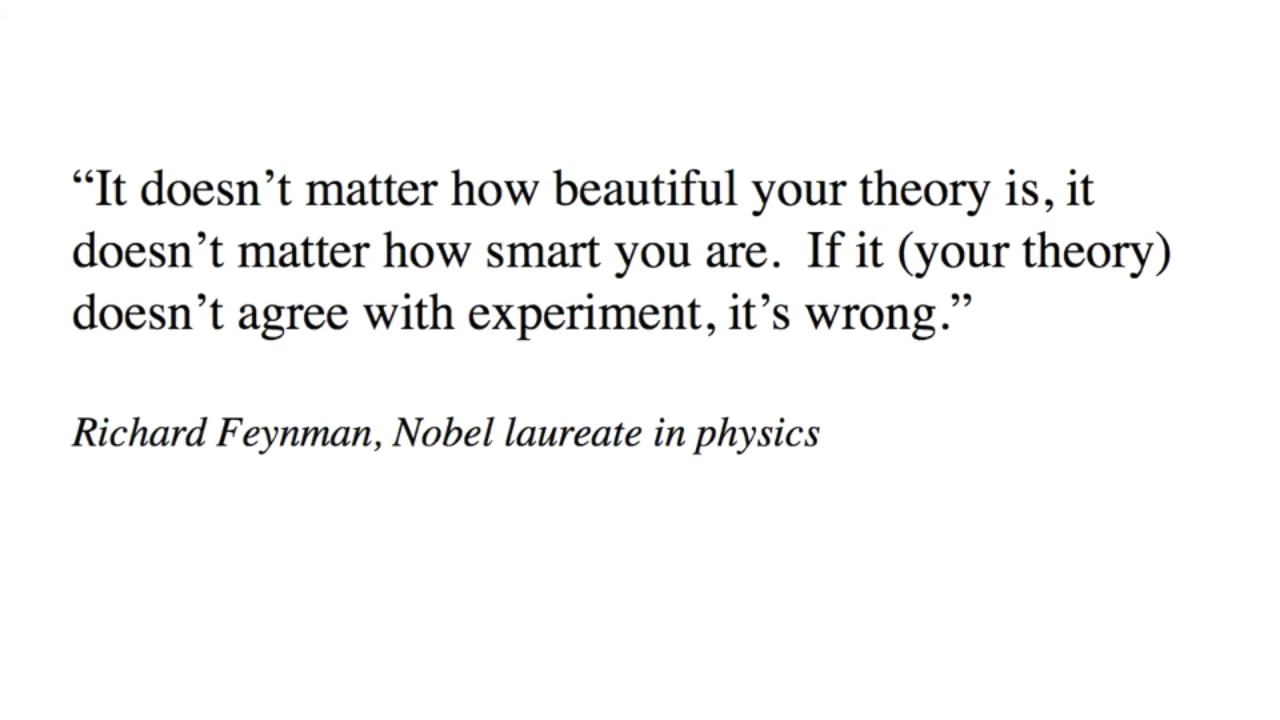 “It doesn’t matter how beautiful your theory is, it
doesn’t matter how smart you are.  If it (your theory)
doesn’t agree with experiment, it’s wrong.”
Richard Feynman, Nobel laureate in physics